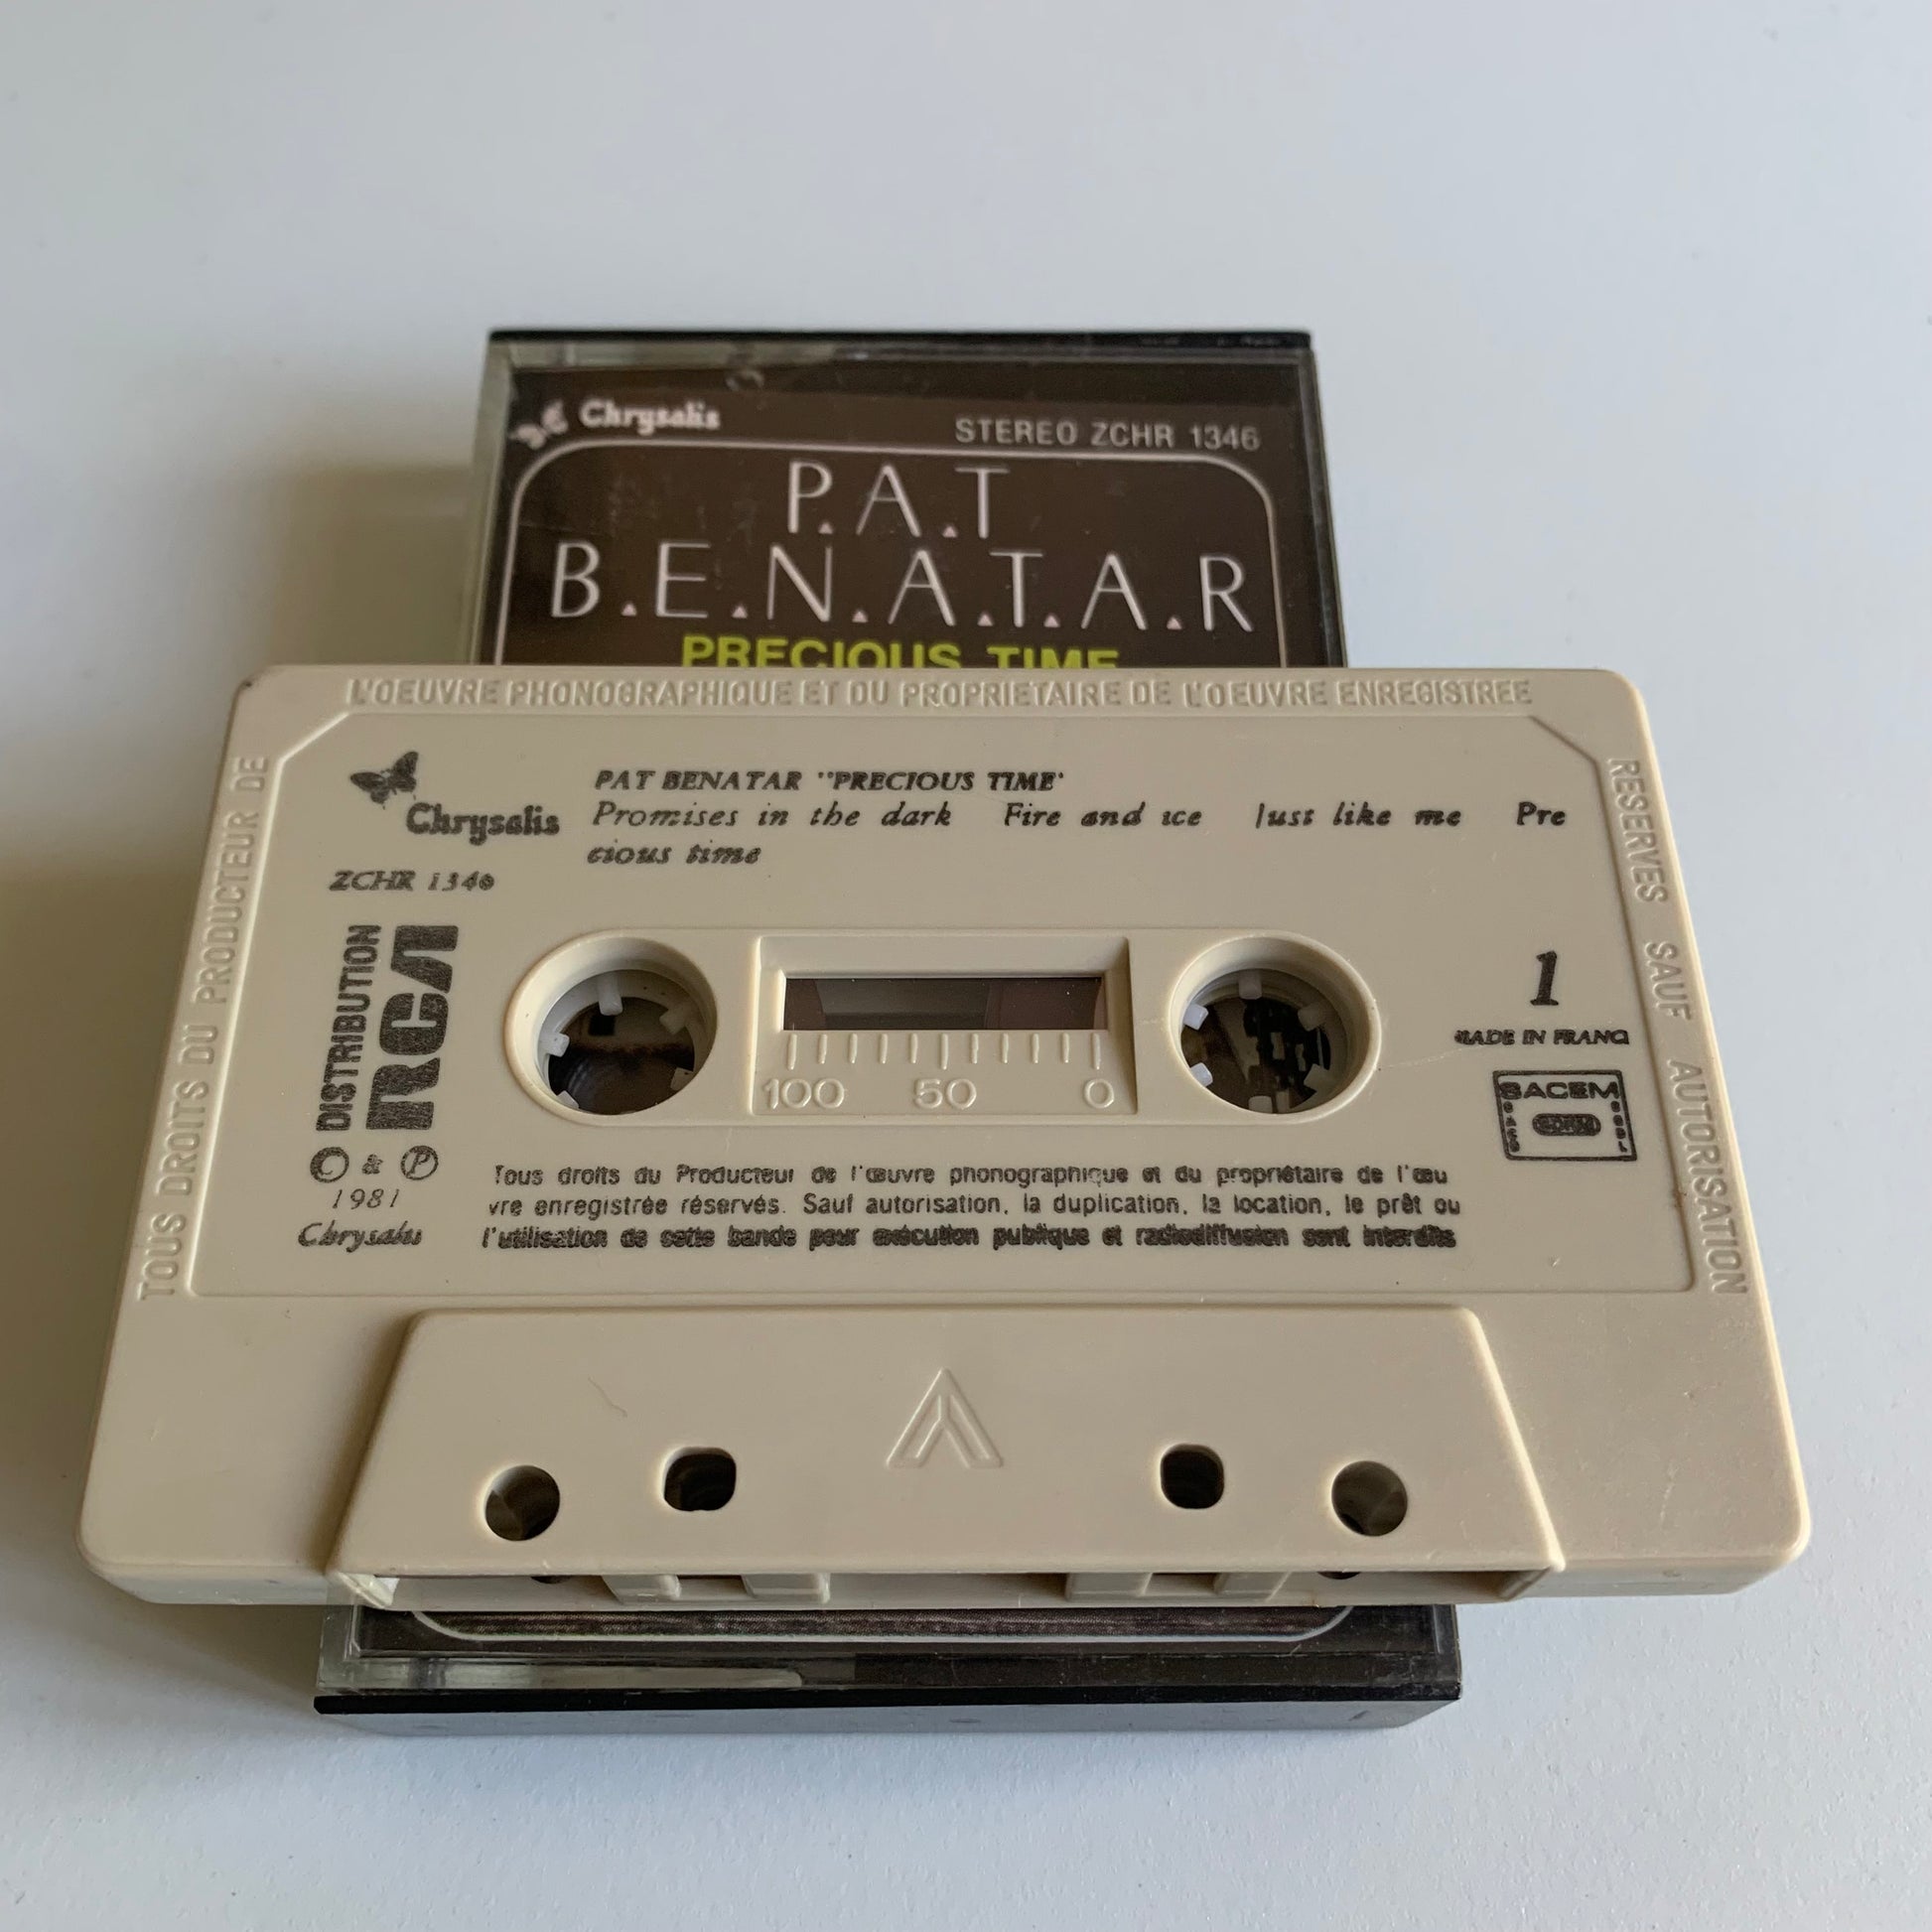 Chrysalis
STEREO ZCHR 1346
P.A.T
B.E.N.A.T.A.R
PRECIOUS TIME
L'OEUVRE PHONOGRAPHIQUE ET DU PROPRIETAIRE DE L'OEUVRE ENREGISTREE
TOUS DROITS DU PRODUCTEUR DE
RESERVES SAUF AUTORISATION
Chrysalis
ZCHR 1346
PAT BENATAR "PRECIOUS TIME'
Promises in the dark Fire and ice Just like me Pre
cious time
DISTRIBUTION
RCA
100 50 0
1
MADE IN FRANC
SACEM
© & ℗
1981
Chrysalis
Tous droits du Producteur de l'œuvre phonographique et du propriétaire de l'œu
vre enregistrée réservés. Sauf autorisation, la duplication, la location, le prêt ou
l'utilisation de cette bande pour exécution publique et radiodiffusion sont interdits